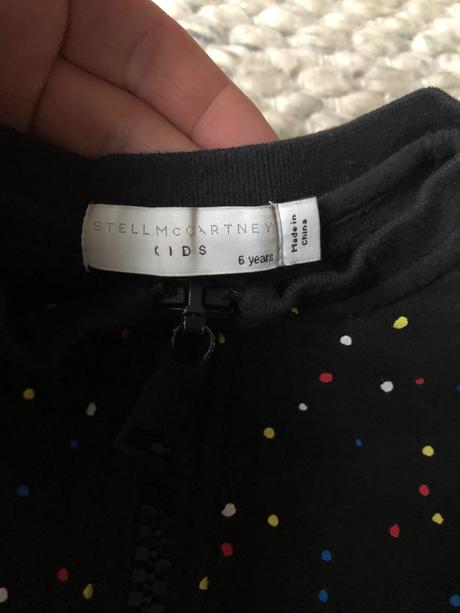 STELLMCCARTNEY
KIDS
6 years
Made in
China